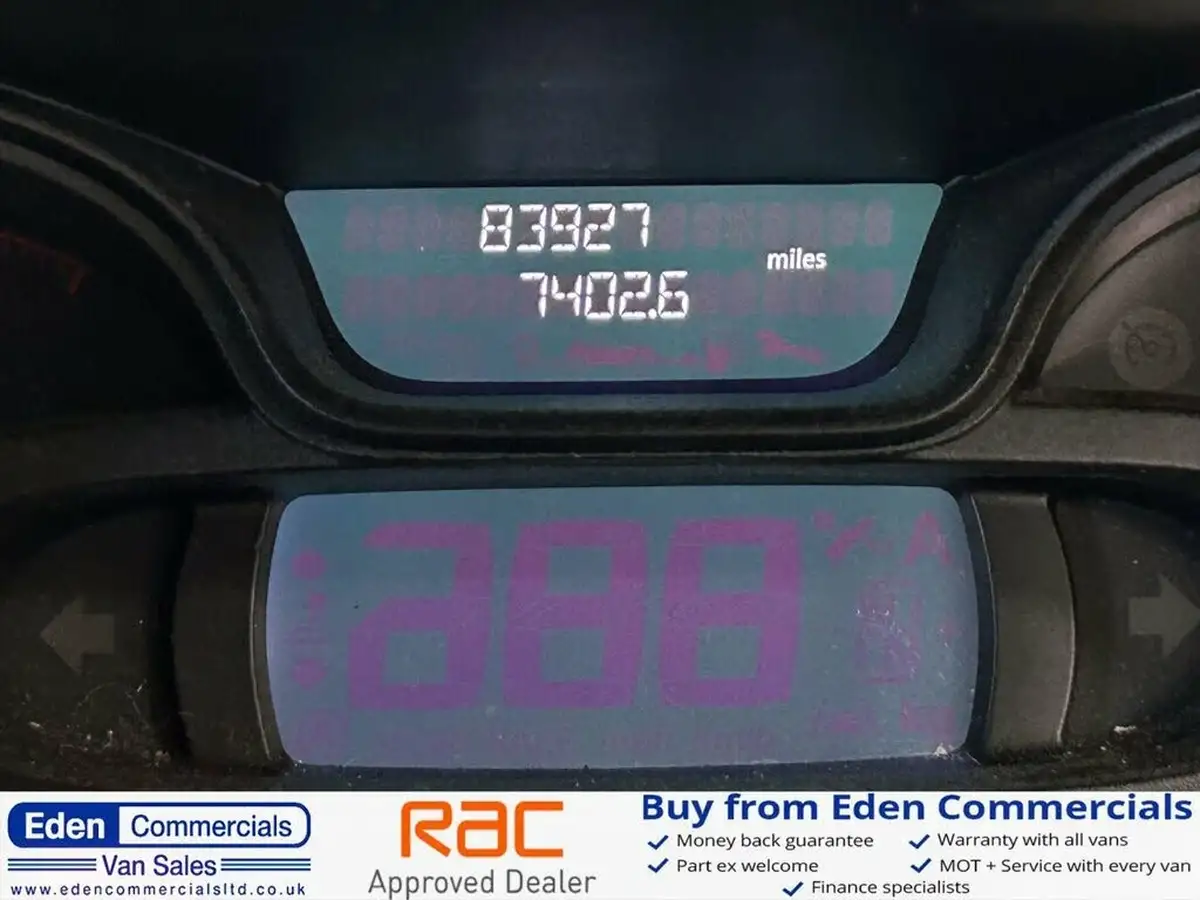 83927
miles
7402.6
Eden Commercials
Van Sales
www.edencommercialsltd.co.uk
RAC
Approved Dealer
Buy from Eden Commercials
Money back guarantee
Warranty with all vans
Part ex welcome
MOT + Service with every van
Finance specialists